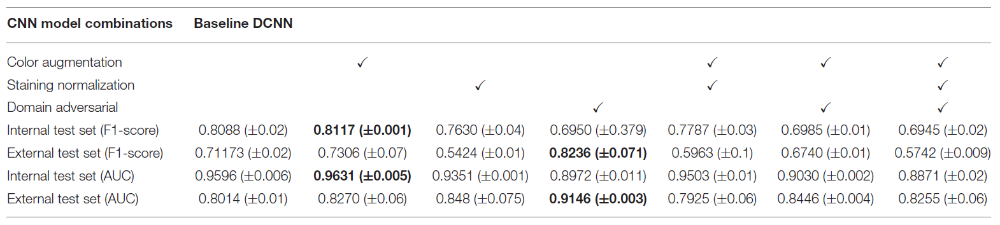 CNN model combinations Baseline DCNN
Color augmentation ✓ ✓ ✓ ✓
Staining normalization ✓ ✓ ✓
Domain adversarial ✓ ✓ ✓
Internal test set (F1-score) 0.8088 (±0.02) 0.8117 (±0.001) 0.7630 (±0.04) 0.6950 (±0.379) 0.7787 (±0.03) 0.6985 (±0.01) 0.6945 (±0.02)
External test set (F1-score) 0.71173 (±0.02) 0.7306 (±0.07) 0.5424 (±0.01) 0.8236 (±0.071) 0.5963 (±0.1) 0.6740 (±0.01) 0.5742 (±0.009)
Internal test set (AUC) 0.9596 (±0.006) 0.9631 (±0.005) 0.9351 (±0.001) 0.8972 (±0.011) 0.9503 (±0.01) 0.9030 (±0.002) 0.8871 (±0.02)
External test set (AUC) 0.8014 (±0.01) 0.8270 (±0.06) 0.848 (±0.075) 0.9146 (±0.003) 0.7925 (±0.06) 0.8446 (±0.004) 0.8255 (±0.06)